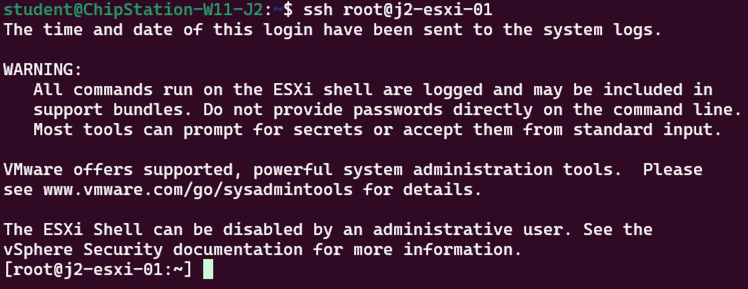 student@ChipStation-W11-J2:~$ ssh root@j2-esxi-01
The time and date of this login have been sent to the system logs.
WARNING:
All commands run on the ESXi shell are logged and may be included in
support bundles. Do not provide passwords directly on the command line.
Most tools can prompt for secrets or accept them from standard input.
VMware offers supported, powerful system administration tools.  Please
see www.vmware.com/go/sysadmintools for details.
The ESXi Shell can be disabled by an administrative user. See the
vSphere Security documentation for more information.
[root@j2-esxi-01:~]